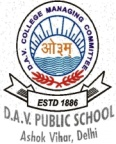 D.A.V. COLLEGE MANAGING COMMITTEE
ओ३म्
ESTD 1886
D.A.V. PUBLIC SCHOOL
Ashok Vihar, Delhi